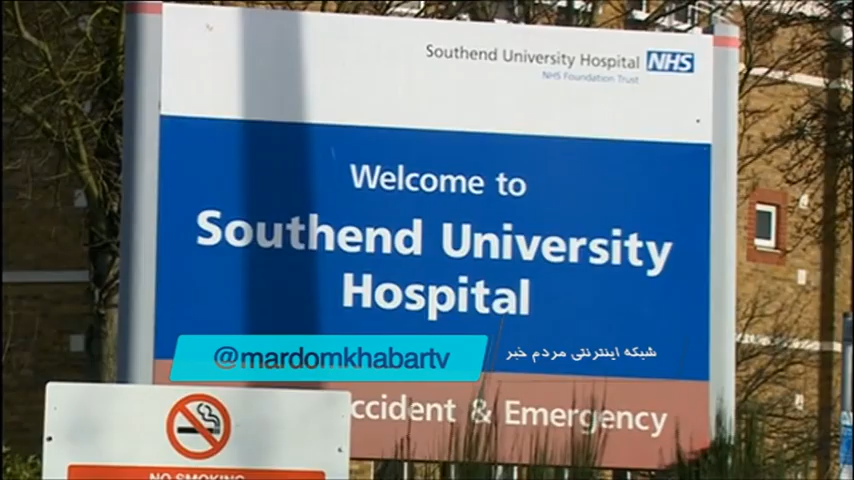 Southend University Hospital NHS
NHS Foundation Trust
Welcome to
Southend University
Hospital
@mardomkhabartv
شبکه اینترنتی مردم خبر
ccident & Emergency
NO SMOKING